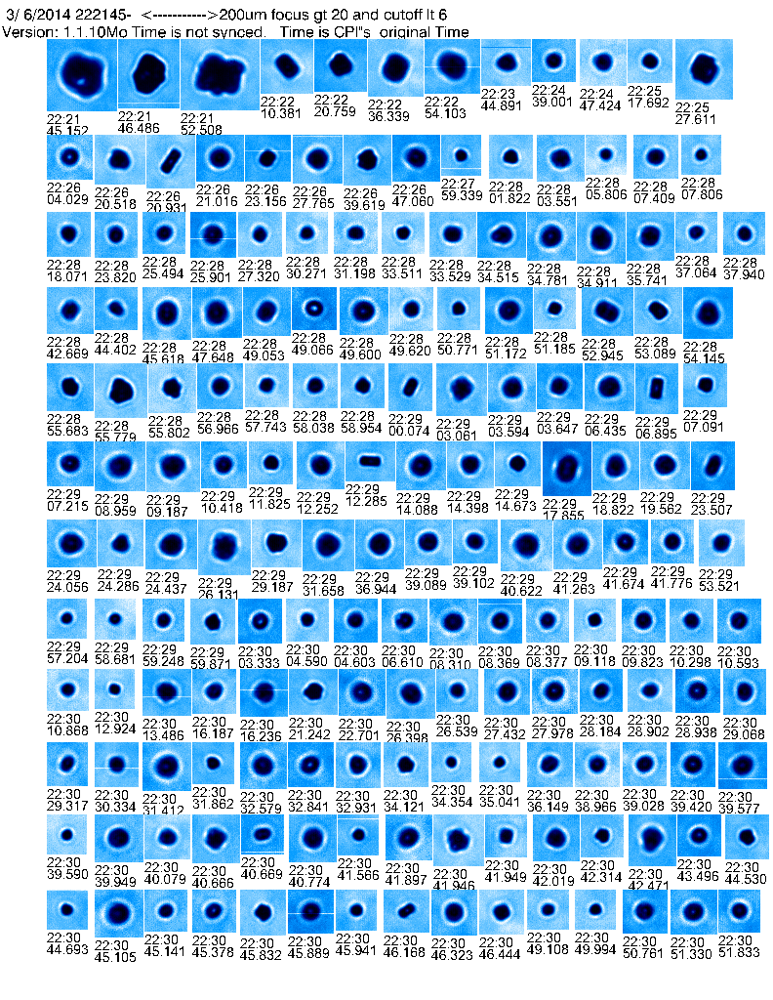 3/ 6/2014 222145-  <----------->200um focus gt 20 and cutoff lt 6
Version: 1.1.10Mo Time is not synced.   Time is CPI"s  original Time
22:21 22:21 22:21 22:22 22:22 22:22 22:22 22:23 22:24 22:24 22:25 22:25
45.152 46.486 52.508 10.381 20.759 36.339 54.103 44.891 39.001 47.424 17.692 27.611
22:26 22:26 22:26 22:26 22:26 22:26 22:26 22:26 22:27 22:28 22:28 22:28 22:28 22:28
04.029 20.518 20.931 21.016 23.156 27.765 39.619 47.060 59.339 01.822 03.551 05.806 07.409 07.806
22:28 22:28 22:28 22:28 22:28 22:28 22:28 22:28 22:28 22:28 22:28 22:28 22:28 22:28 22:28
18.071 23.820 25.494 25.901 27.320 30.271 31.198 33.511 33.529 34.515 34.781 34.911 35.741 37.064 37.940
22:28 22:28 22:28 22:28 22:28 22:28 22:28 22:28 22:28 22:28 22:28 22:28 22:28 22:28
42.669 44.402 45.618 47.648 49.053 49.066 49.600 49.620 50.771 51.172 51.185 52.945 53.089 54.145
22:28 22:28 22:28 22:28 22:28 22:28 22:28 22:29 22:29 22:29 22:29 22:29 22:29 22:29
55.683 55.779 55.802 56.966 57.743 58.038 58.954 00.074 03.061 03.594 03.647 06.435 06.895 07.091
22:29 22:29 22:29 22:29 22:29 22:29 22:29 22:29 22:29 22:29 22:29 22:29 22:29 22:29
07.215 08.959 09.187 10.418 11.825 12.252 12.285 14.088 14.398 14.673 17.855 18.822 19.562 23.507
22:29 22:29 22:29 22:29 22:29 22:29 22:29 22:29 22:29 22:29 22:29 22:29 22:29 22:29
24.056 24.286 24.437 26.131 29.187 31.658 36.944 39.089 39.102 40.622 41.263 41.674 41.776 53.521
22:29 22:29 22:29 22:29 22:30 22:30 22:30 22:30 22:30 22:30 22:30 22:30 22:30 22:30 22:30
57.204 58.681 59.248 59.871 03.333 04.590 04.603 06.610 08.310 08.369 08.377 09.118 09.823 10.298 10.593
22:30 22:30 22:30 22:30 22:30 22:30 22:30 22:30 22:30 22:30 22:30 22:30 22:30 22:30 22:30
10.868 12.924 13.486 16.187 16.236 21.242 22.701 26.398 26.539 27.432 27.978 28.184 28.902 28.938 29.068
22:30 22:30 22:30 22:30 22:30 22:30 22:30 22:30 22:30 22:30 22:30 22:30 22:30 22:30 22:30
29.317 30.334 31.412 31.862 32.579 32.841 32.931 34.121 34.354 35.041 36.149 38.966 39.028 39.420 39.577
22:30 22:30 22:30 22:30 22:30 22:30 22:30 22:30 22:30 22:30 22:30 22:30 22:30 22:30 22:30
39.590 39.949 40.079 40.666 40.669 40.774 41.566 41.897 41.946 41.949 42.019 42.314 42.471 43.496 44.530
22:30 22:30 22:30 22:30 22:30 22:30 22:30 22:30 22:30 22:30 22:30 22:30 22:30 22:30 22:30
44.693 45.105 45.141 45.378 45.832 45.889 45.941 46.168 46.323 46.444 49.108 49.994 50.761 51.330 51.833